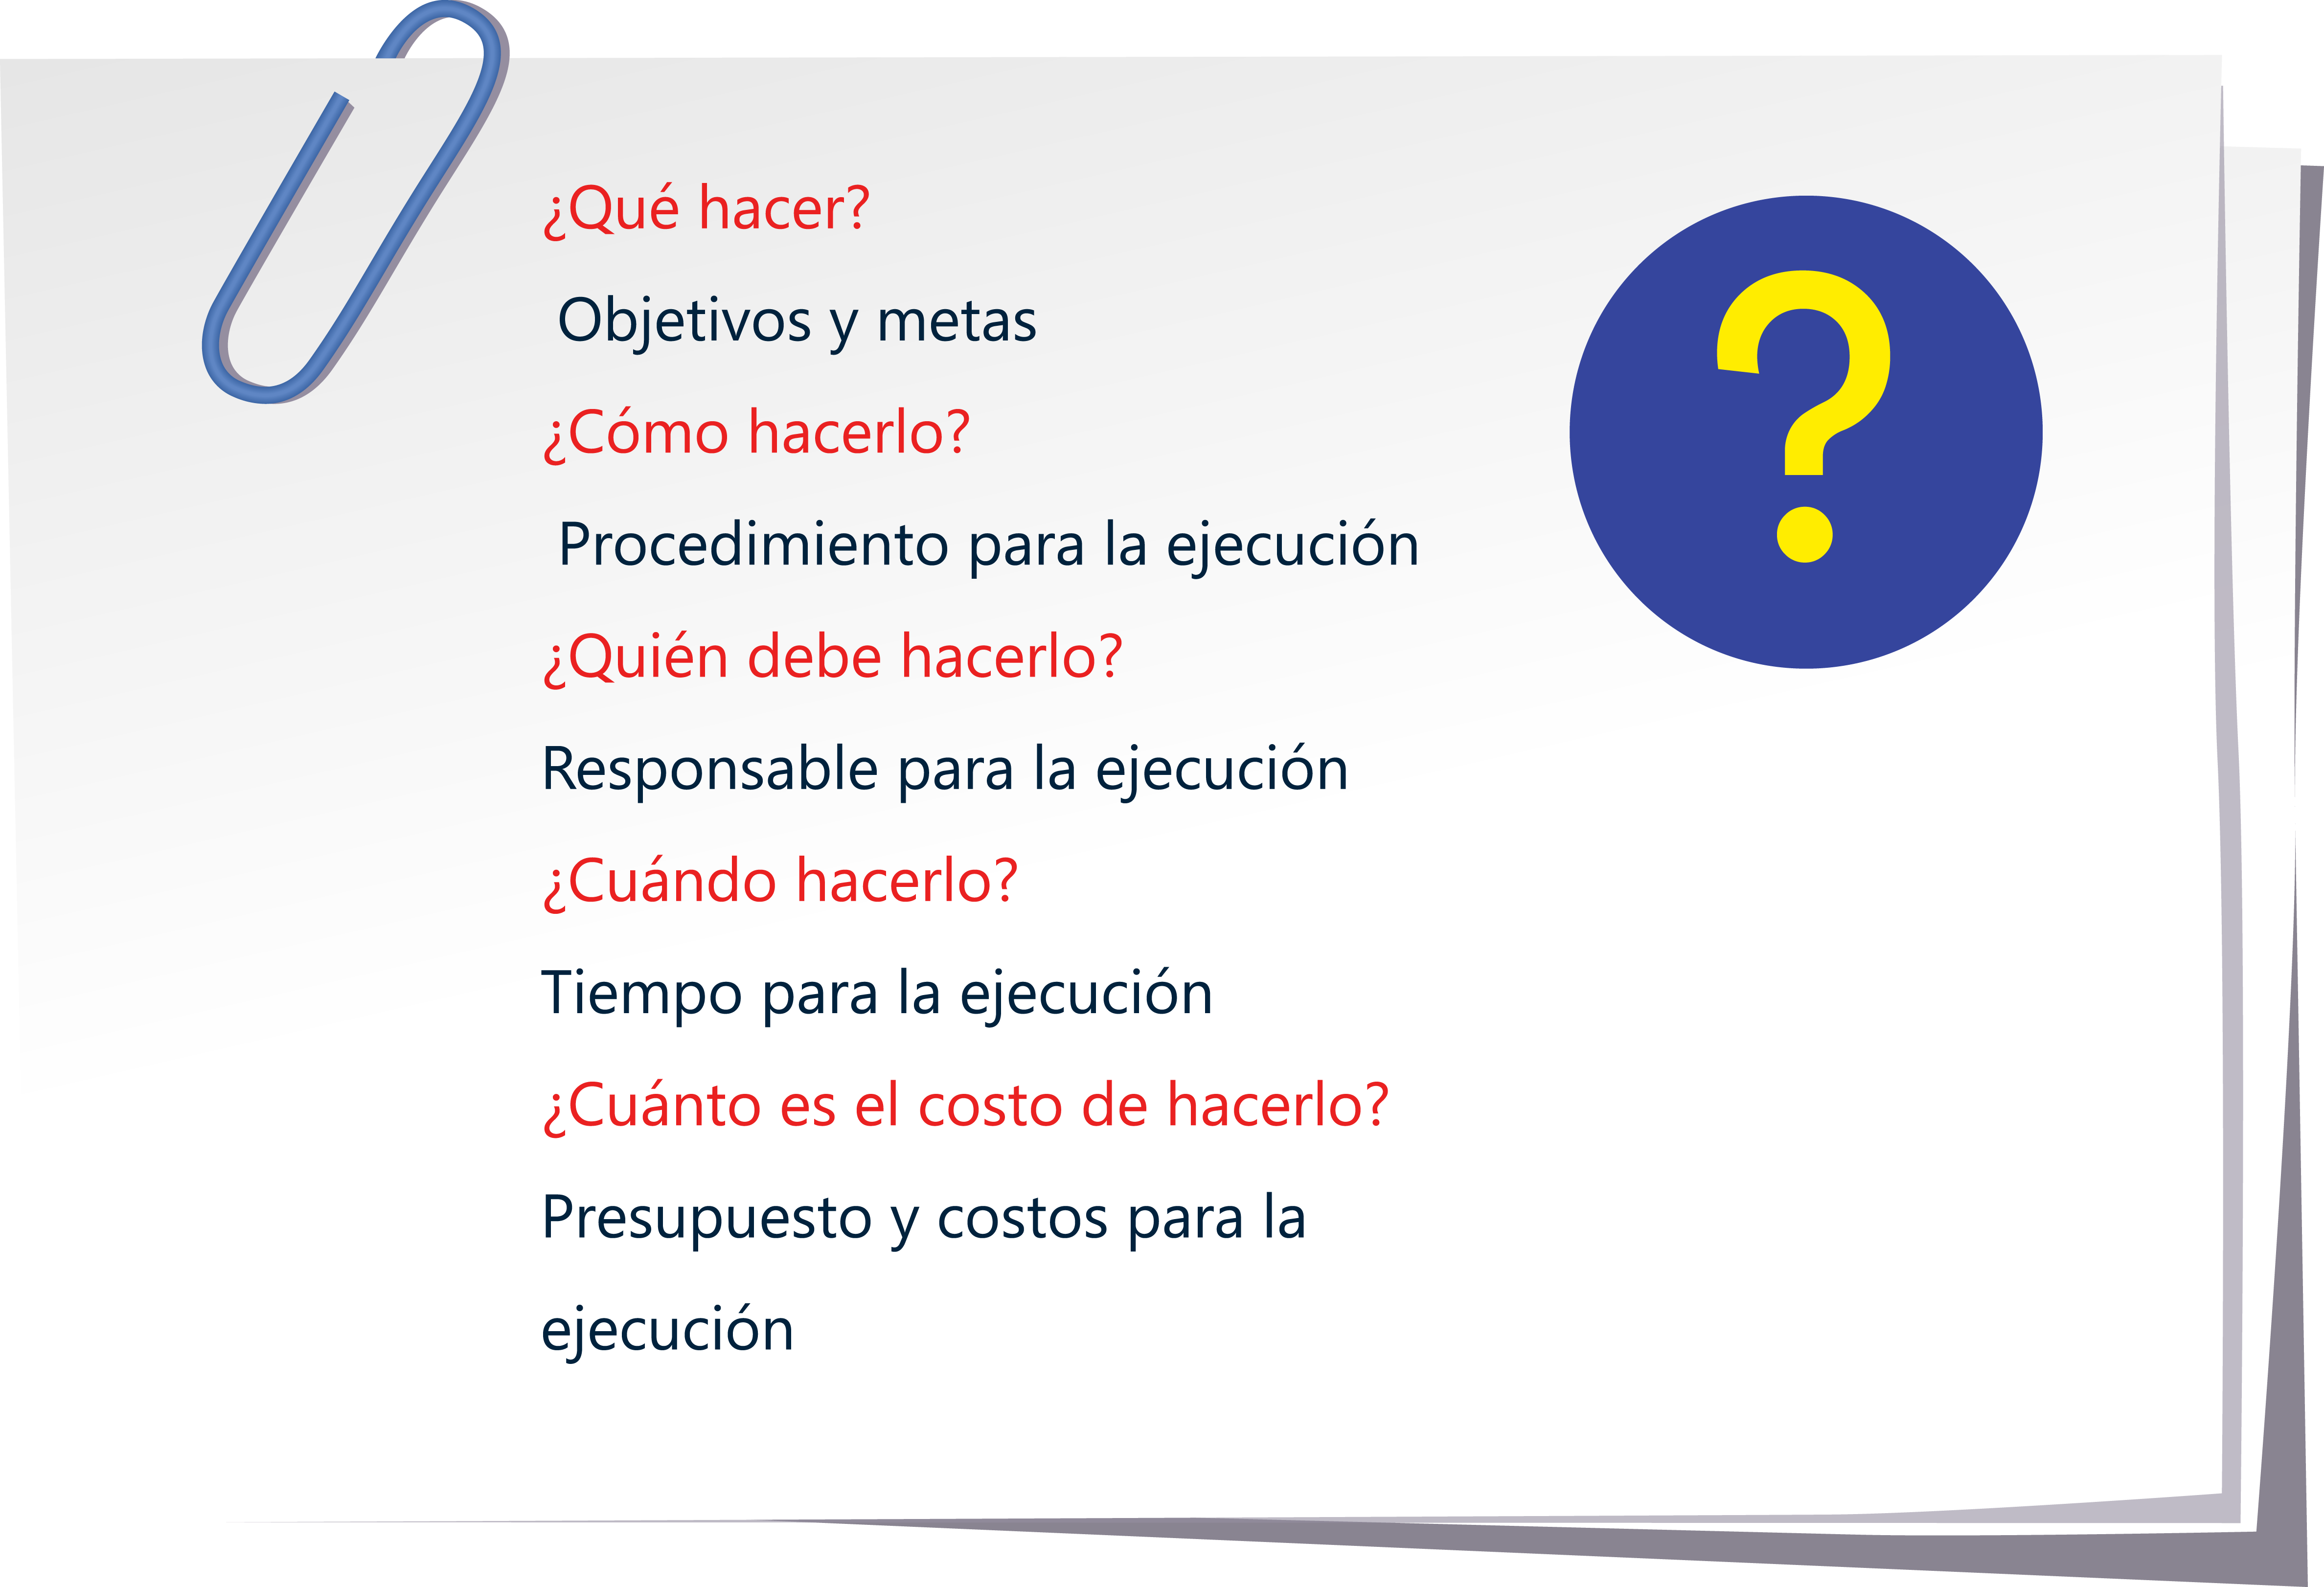 ¿Qué hacer?
Objetivos y metas
¿Cómo hacerlo?
Procedimiento para la ejecución
¿Quién debe hacerlo?
Responsable para la ejecución
¿Cuándo hacerlo?
Tiempo para la ejecución
¿Cuánto es el costo de hacerlo?
Presupuesto y costos para la
ejecución
?